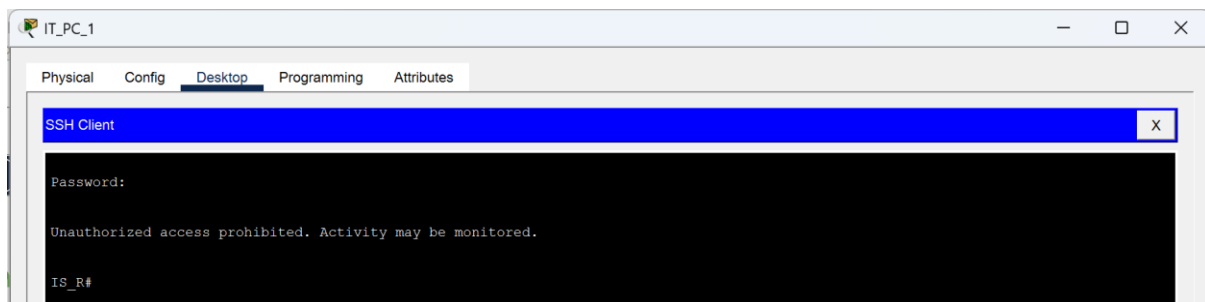 IT_PC_1
Physical Config Desktop Programming Attributes
SSH Client X
Password:
Unauthorized access prohibited. Activity may be monitored.
IS_R#